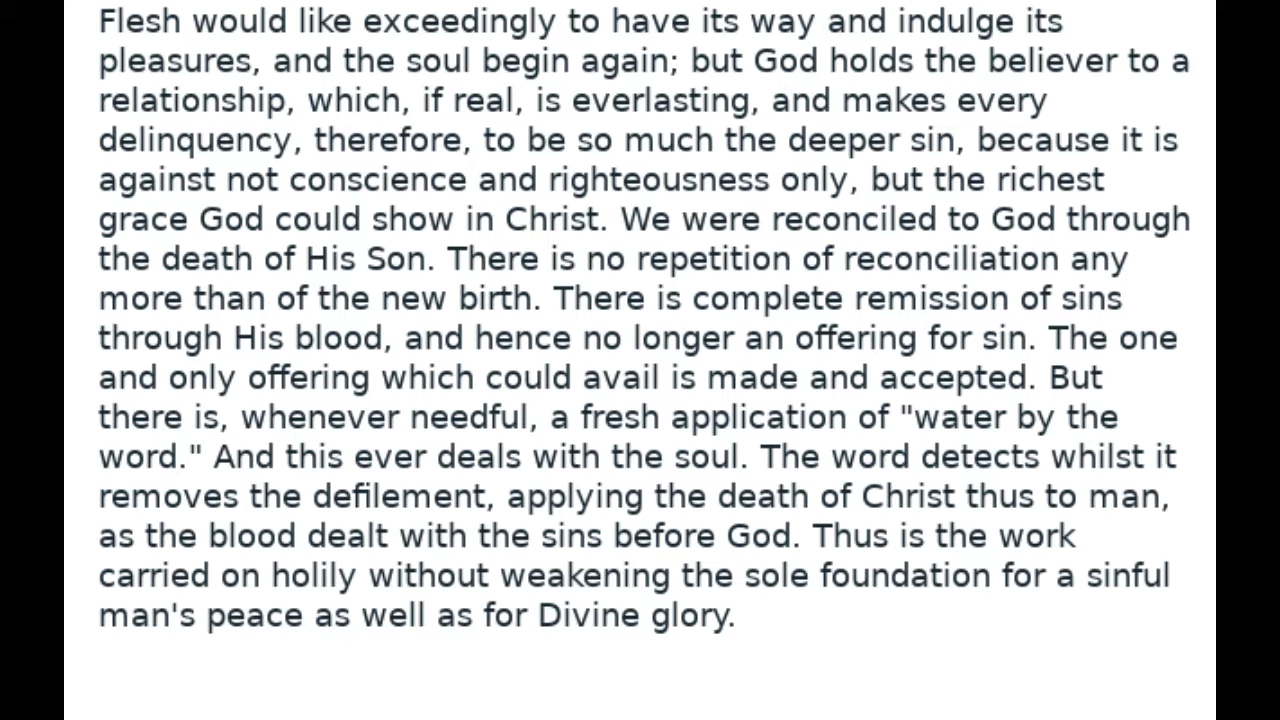 Flesh would like exceedingly to have its way and indulge its
pleasures, and the soul begin again; but God holds the believer to a
relationship, which, if real, is everlasting, and makes every
delinquency, therefore, to be so much the deeper sin, because it is
against not conscience and righteousness only, but the richest
grace God could show in Christ. We were reconciled to God through
the death of His Son. There is no repetition of reconciliation any
more than of the new birth. There is complete remission of sins
through His blood, and hence no longer an offering for sin. The one
and only offering which could avail is made and accepted. But
there is, whenever needful, a fresh application of "water by the
word." And this ever deals with the soul. The word detects whilst it
removes the defilement, applying the death of Christ thus to man,
as the blood dealt with the sins before God. Thus is the work
carried on holily without weakening the sole foundation for a sinful
man's peace as well as for Divine glory.